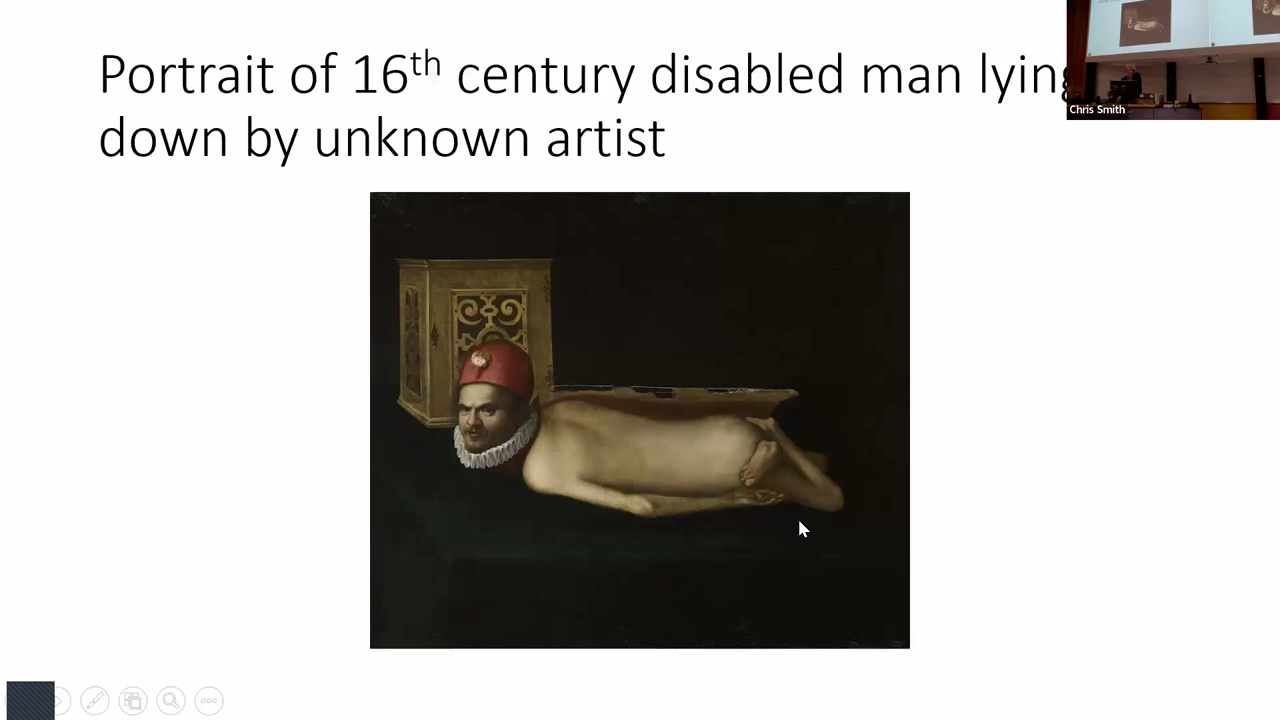 Portrait of 16th century disabled man lying
down by unknown artist
Chris Smith